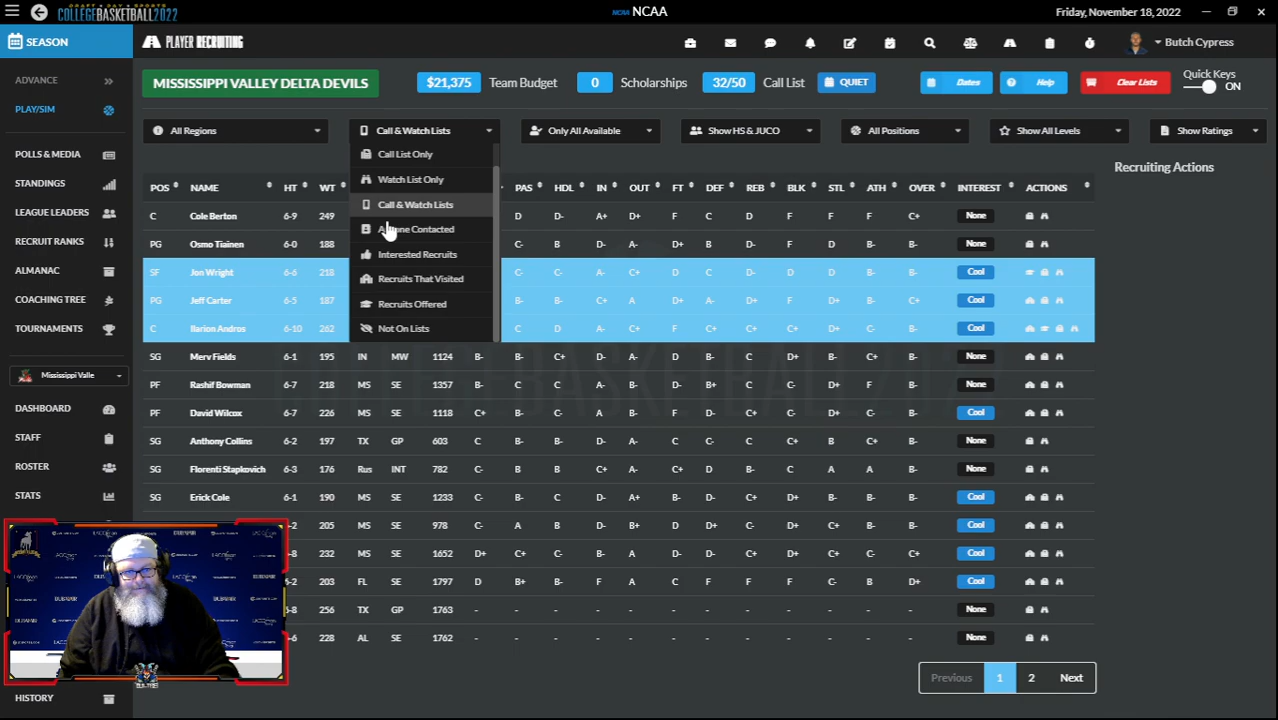 DRAFT DAY SPORTS
COLLEGEBASKETBALL2022
NCAA NCAA
Friday, November 18, 2022
SEASON
PLAYER RECRUITING
Butch Cypress
ADVANCE
PLAY/SIM
MISSISSIPPI VALLEY DELTA DEVILS
$21,375 Team Budget 0 Scholarships 32/50 Call List QUIET
Dates Help Clear Lists Quick Keys ON
All Regions Call & Watch Lists Only All Available Show HS & JUCO All Positions Show All Levels Show Ratings
Call List Only
Watch List Only
Call & Watch Lists
Anyone Contacted
Interested Recruits
Recruits That Visited
Recruits Offered
Not On Lists
Recruiting Actions
POLLS & MEDIA
STANDINGS
LEAGUE LEADERS
RECRUIT RANKS
ALMANAC
COACHING TREE
TOURNAMENTS
Mississippi Valle
DASHBOARD
STAFF
ROSTER
STATS
HISTORY
POS NAME HT WT PAS HDL IN OUT FT DEF REB BLK STL ATH OVER INTEREST ACTIONS
C Cole Berton 6-9 249 D D- A+ D+ F C D F F F C+ None
PG Osmo Tiainen 6-0 188 C- B D- A- D+ B D- D- D B- B- None
SF Jon Wright 6-6 218 C- C- A- C+ D C D- D D A- B- Cool
PG Jeff Carter 6-5 187 B- B- C+ A D+ A- D+ D B- B- B- Cool
C Ilarion Andros 6-10 262 C D A- C+ F C+ C+ C+ D+ C- B- Cool
SG Merv Fields 6-1 195 IN MW 1124 B- B- C+ D- A- D B- C D+ C+ B- None
PF Rashif Bowman 6-7 218 MS SE 1357 B- C C A- B- D- B+ C C- D+ F B- None
PF David Wilcox 6-7 226 MS SE 1118 C+ C- B- A B F D- C- D+ C- B- Cool
SG Anthony Collins 6-2 197 TX GP 603 C B- B- D- A- C C- C C+ B C+ B- None
SG Florenti Stapkovich 6-3 176 Rus INT 782 C- B B C+ A- C+ D B- C A A B- None
SG Erick Cole 6-1 190 MS SE 1233 C- B- C D- A+ B- D- C+ D C+ B- B- Cool
-2 205 MS SE 978 C- A B D- B+ D D+ C- D+ C+ B- B- Cool
-8 232 MS SE 1652 D+ C+ C- B- A D- D- C+ D+ C- C- B- Cool
-2 203 FL SE 1797 D B+ B- F A C F F F C- B D+ Cool
-8 256 TX GP 1763 - - - - - - - - - - - - None
-6 228 AL SE 1762 - - - - - - - - - - - - None
Previous 1 2 Next